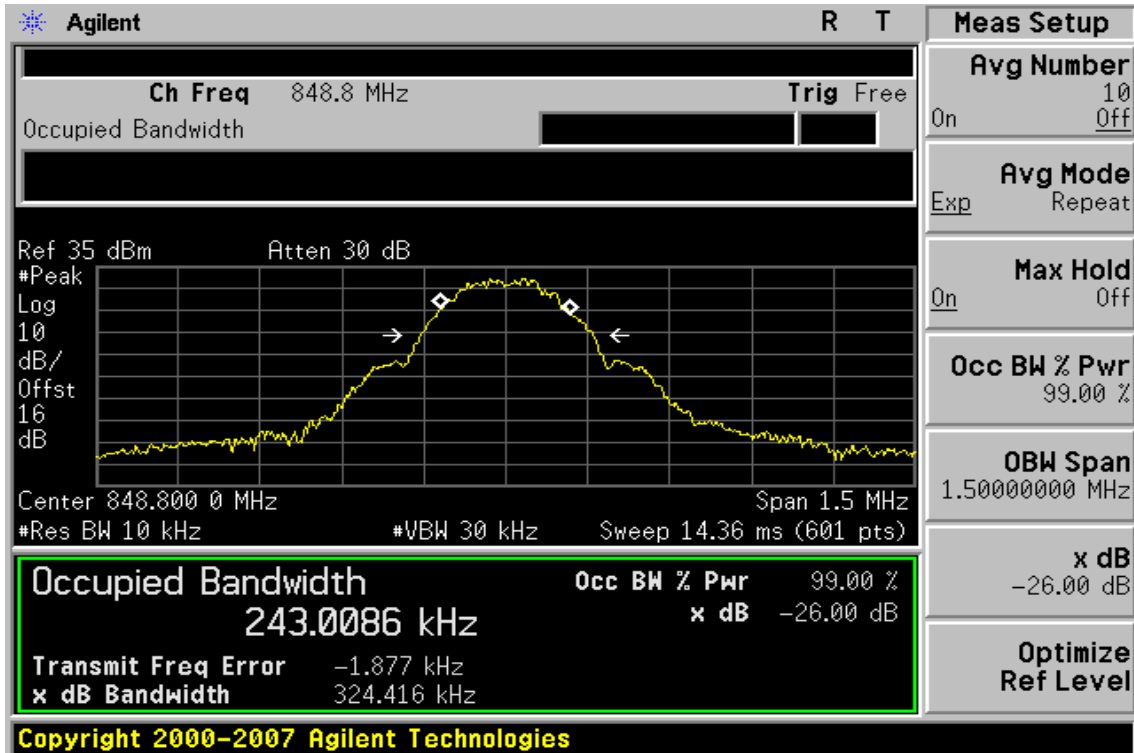 Agilent R T
Ch Freq 848.8 MHz Trig Free
Occupied Bandwidth
Ref 35 dBm Atten 30 dB
#Peak
Log
10
dB/
Offst
16
dB
Center 848.800 0 MHz Span 1.5 MHz
#Res BW 10 kHz #VBW 30 kHz Sweep 14.36 ms (601 pts)
Occupied Bandwidth Occ BW % Pwr 99.00 %
243.0086 kHz x dB -26.00 dB
Transmit Freq Error -1.877 kHz
x dB Bandwidth 324.416 kHz
Copyright 2000-2007 Agilent Technologies
Meas Setup
Avg Number
10
On Off
Avg Mode
Exp Repeat
Max Hold
On Off
Occ BW % Pwr
99.00 %
OBW Span
1.50000000 MHz
x dB
-26.00 dB
Optimize
Ref Level